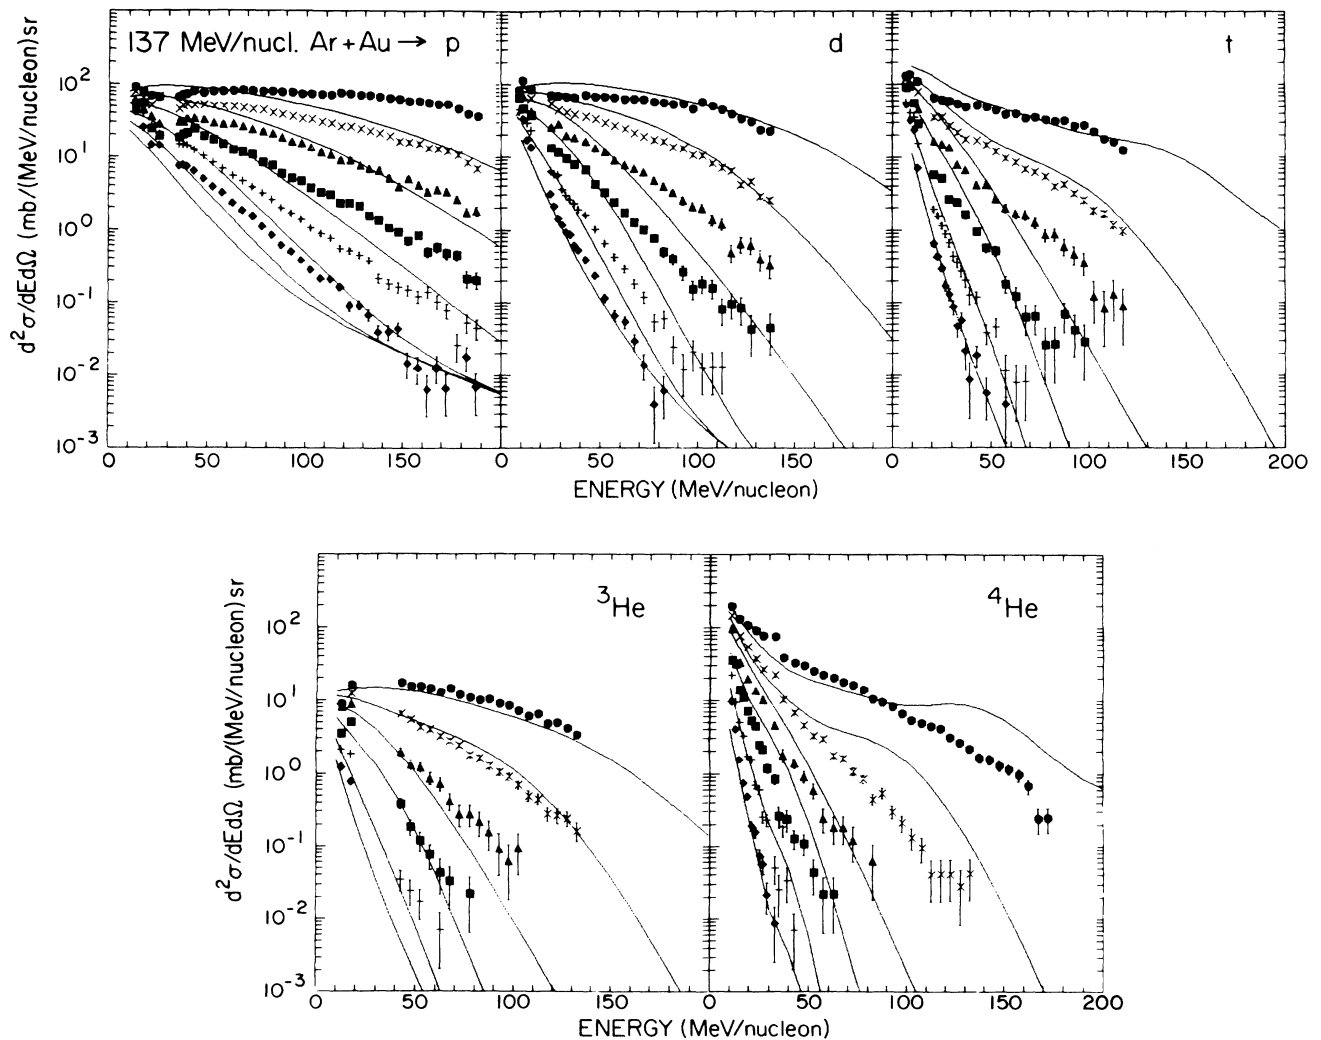 137 MeV/nucl. Ar + Au → p
d
t
d²σ/dEdΩ (mb/(MeV/nucleon) sr
10²
10¹
10⁰
10⁻¹
10⁻²
10⁻³
0 50 100 150 0 50 100 150 0 50 100 150 200
ENERGY (MeV/nucleon) ENERGY (MeV/nucleon)
³He
⁴He
d²σ/dEdΩ (mb/(MeV/nucleon) sr
10²
10¹
10⁰
10⁻¹
10⁻²
10⁻³
0 50 100 150 0 50 100 150 200
ENERGY (MeV/nucleon)